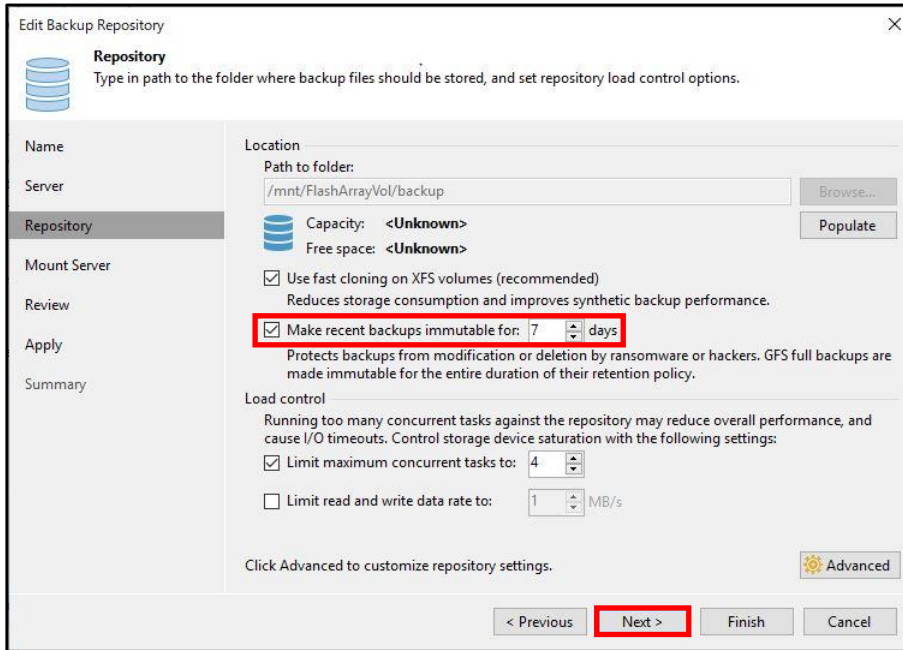 Edit Backup Repository
Repository
Type in path to the folder where backup files should be stored, and set repository load control options.
Name
Server
Repository
Mount Server
Review
Apply
Summary
Location
Path to folder:
/mnt/FlashArrayVol/backup
Browse...
Capacity: <Unknown>
Populate
Free space: <Unknown>
Use fast cloning on XFS volumes (recommended)
Reduces storage consumption and improves synthetic backup performance.
Make recent backups immutable for: 7 days
Protects backups from modification or deletion by ransomware or hackers. GFS full backups are
made immutable for the entire duration of their retention policy.
Load control
Running too many concurrent tasks against the repository may reduce overall performance, and
cause I/O timeouts. Control storage device saturation with the following settings:
Limit maximum concurrent tasks to: 4
Limit read and write data rate to: 1 MB/s
Click Advanced to customize repository settings.
Advanced
< Previous
Next >
Finish
Cancel